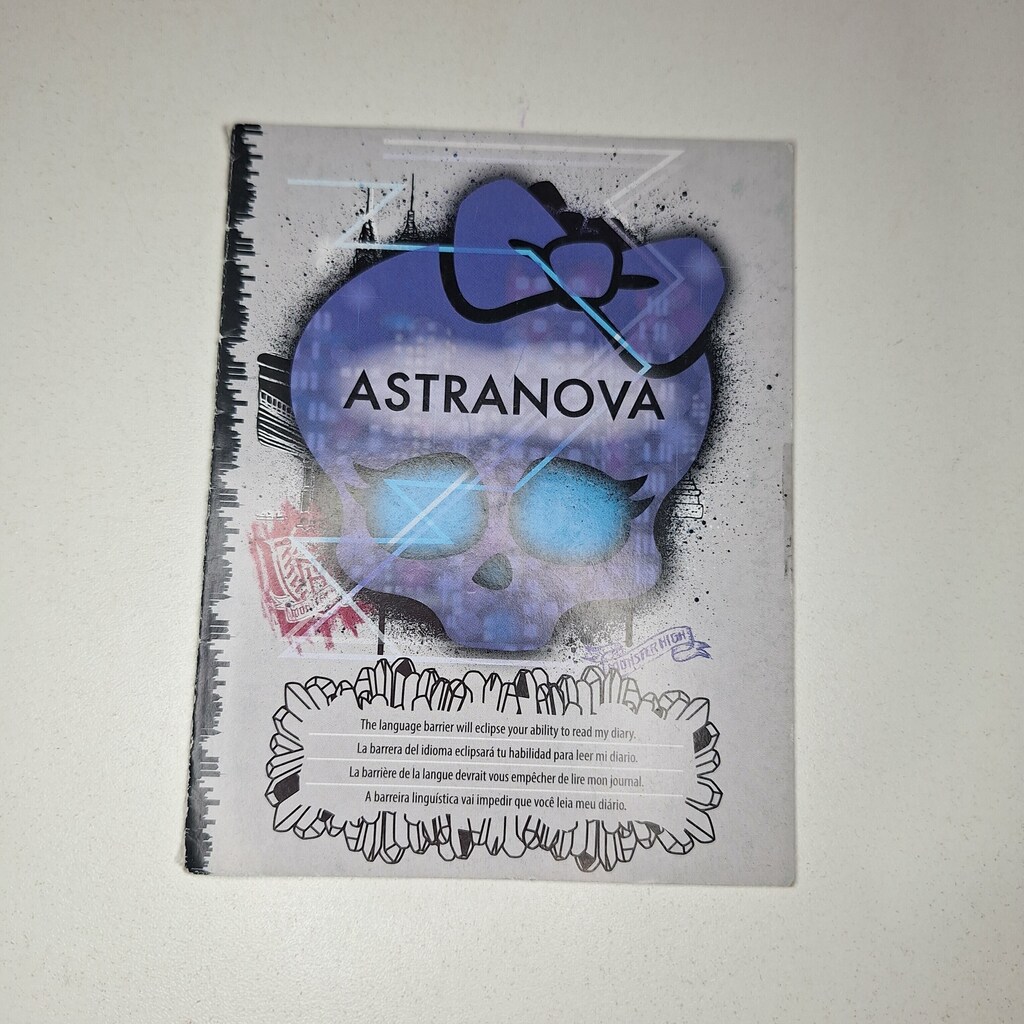 ASTRANOVA
MONSTER HIGH
The language barrier will eclipse your ability to read my diary.
La barrera del idioma eclipsará tu habilidad para leer mi diario.
La barrière de la langue devrait vous empêcher de lire mon journal.
A barreira linguística vai impedir que você leia meu diário.